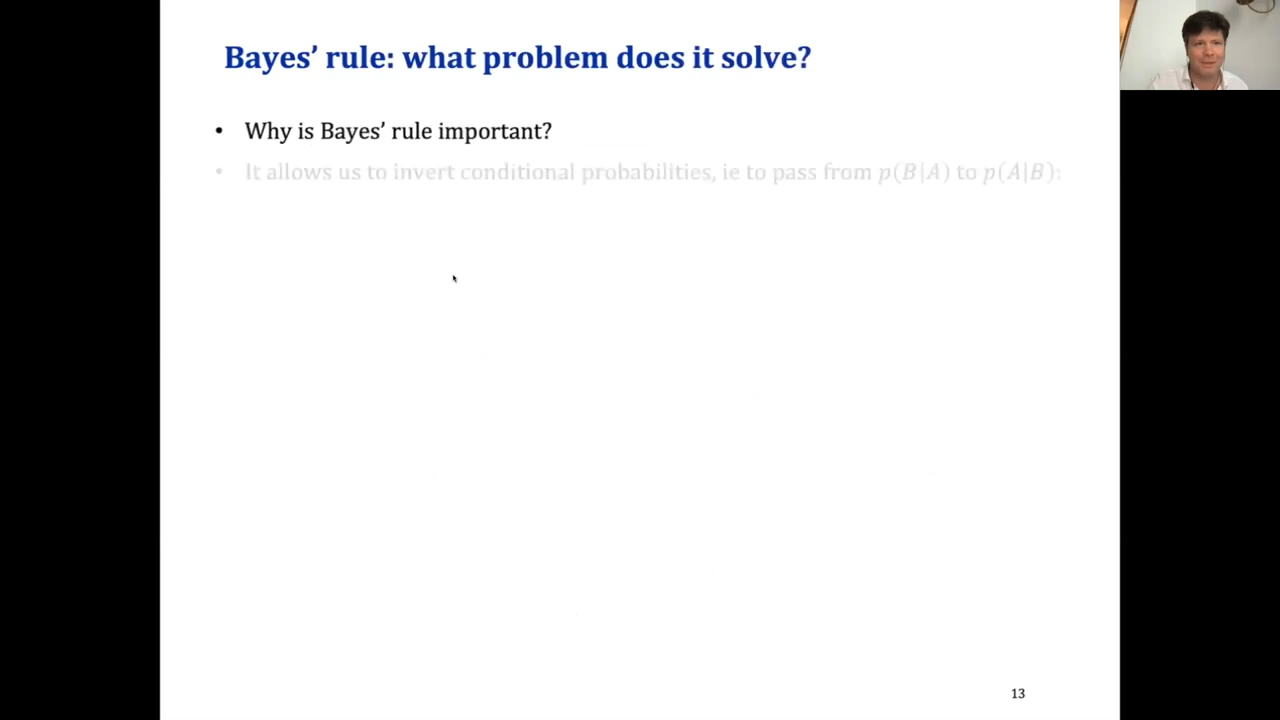 Bayes’ rule: what problem does it solve?
• Why is Bayes’ rule important?
• It allows us to invert conditional probabilities, ie to pass from p(B|A) to p(A|B):
13